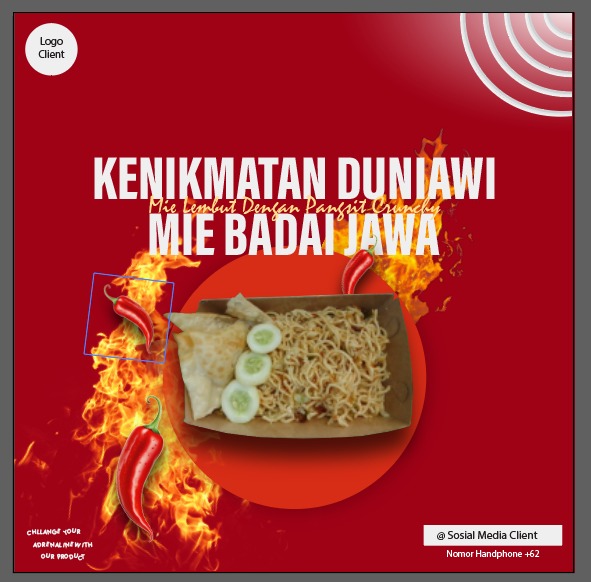 Logo
Client
KENIKMATAN DUNIAWI
Mie Lembut Dengan Pangsit Crunchy
MIE BADAI JAWA
CHLLANGE YOUR
ADRENALINE WITH
OUR PRODUCT
@ Sosial Media Client
Nomor Handphone +62